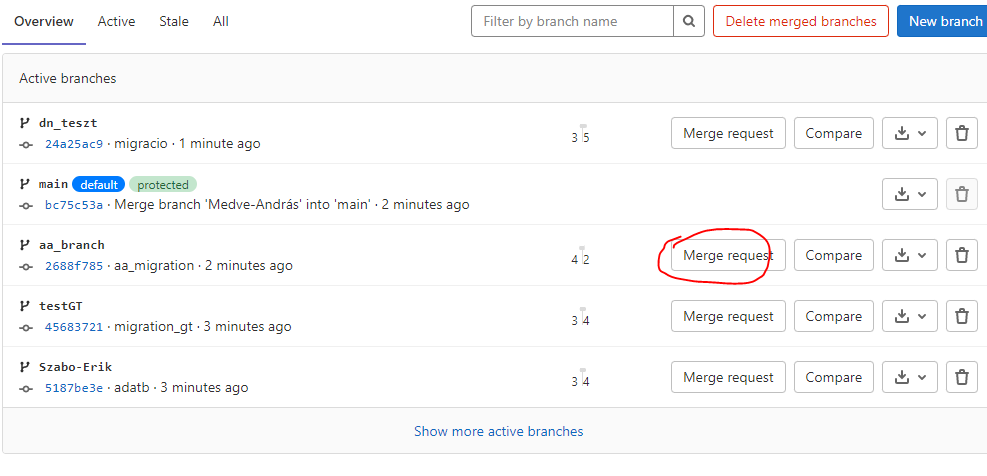 Overview Active Stale All Filter by branch name Delete merged branches New branch
Active branches
dn_teszt
24a25ac9 · migracio · 1 minute ago 3 5 Merge request Compare
main default protected
bc75c53a · Merge branch 'Medve-András' into 'main' · 2 minutes ago
aa_branch
2688f785 · aa_migration · 2 minutes ago 4 2 Merge request Compare
testGT
45683721 · migration_gt · 3 minutes ago 3 4 Merge request Compare
Szabo-Erik
5187be3e · adatb · 3 minutes ago 3 4 Merge request Compare
Show more active branches